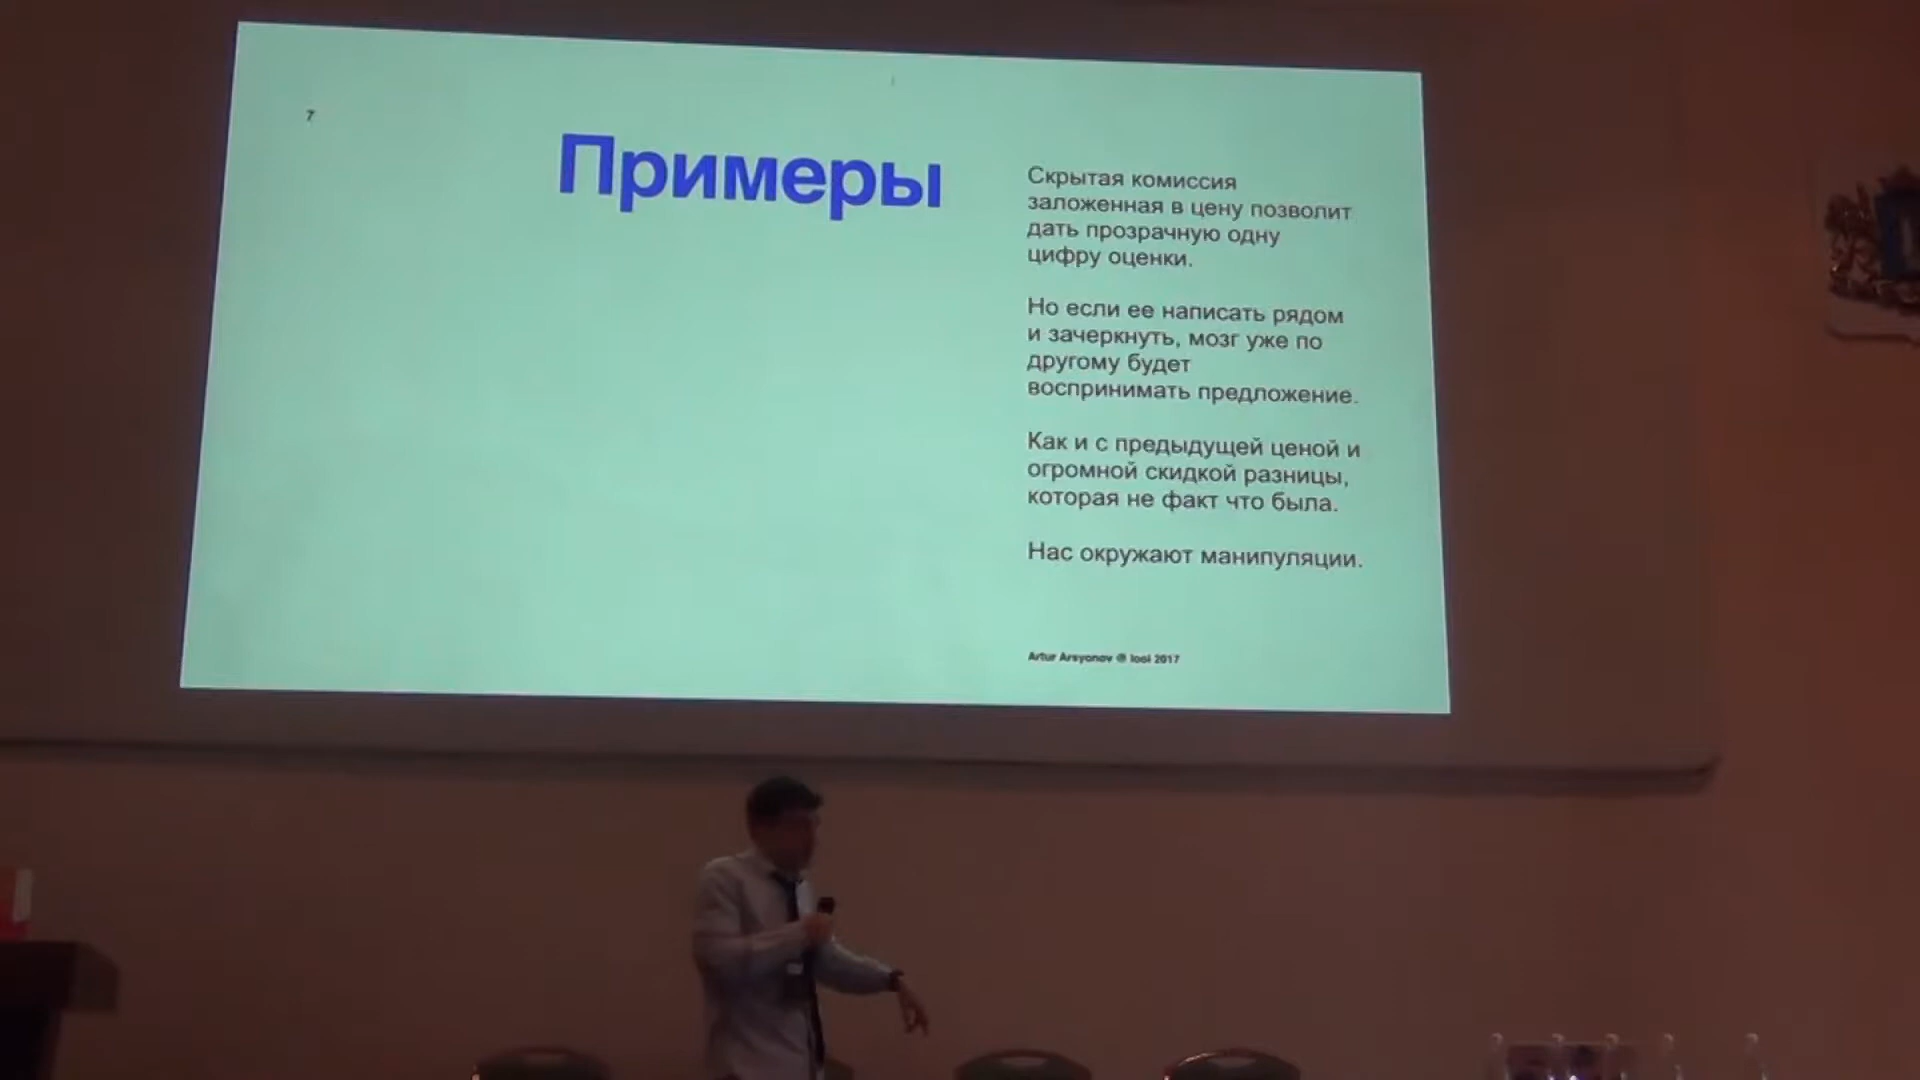 7
Примеры
Скрытая комиссия
заложенная в цену позволит
дать прозрачную одну
цифру оценки.
Но если ее написать рядом
и зачеркнуть, мозг уже по
другому будет
воспринимать предложение.
Как и с предыдущей ценой и
огромной скидкой разницы,
которая не факт что была.
Нас окружают манипуляции.
Artur Arsyonov @ 2017